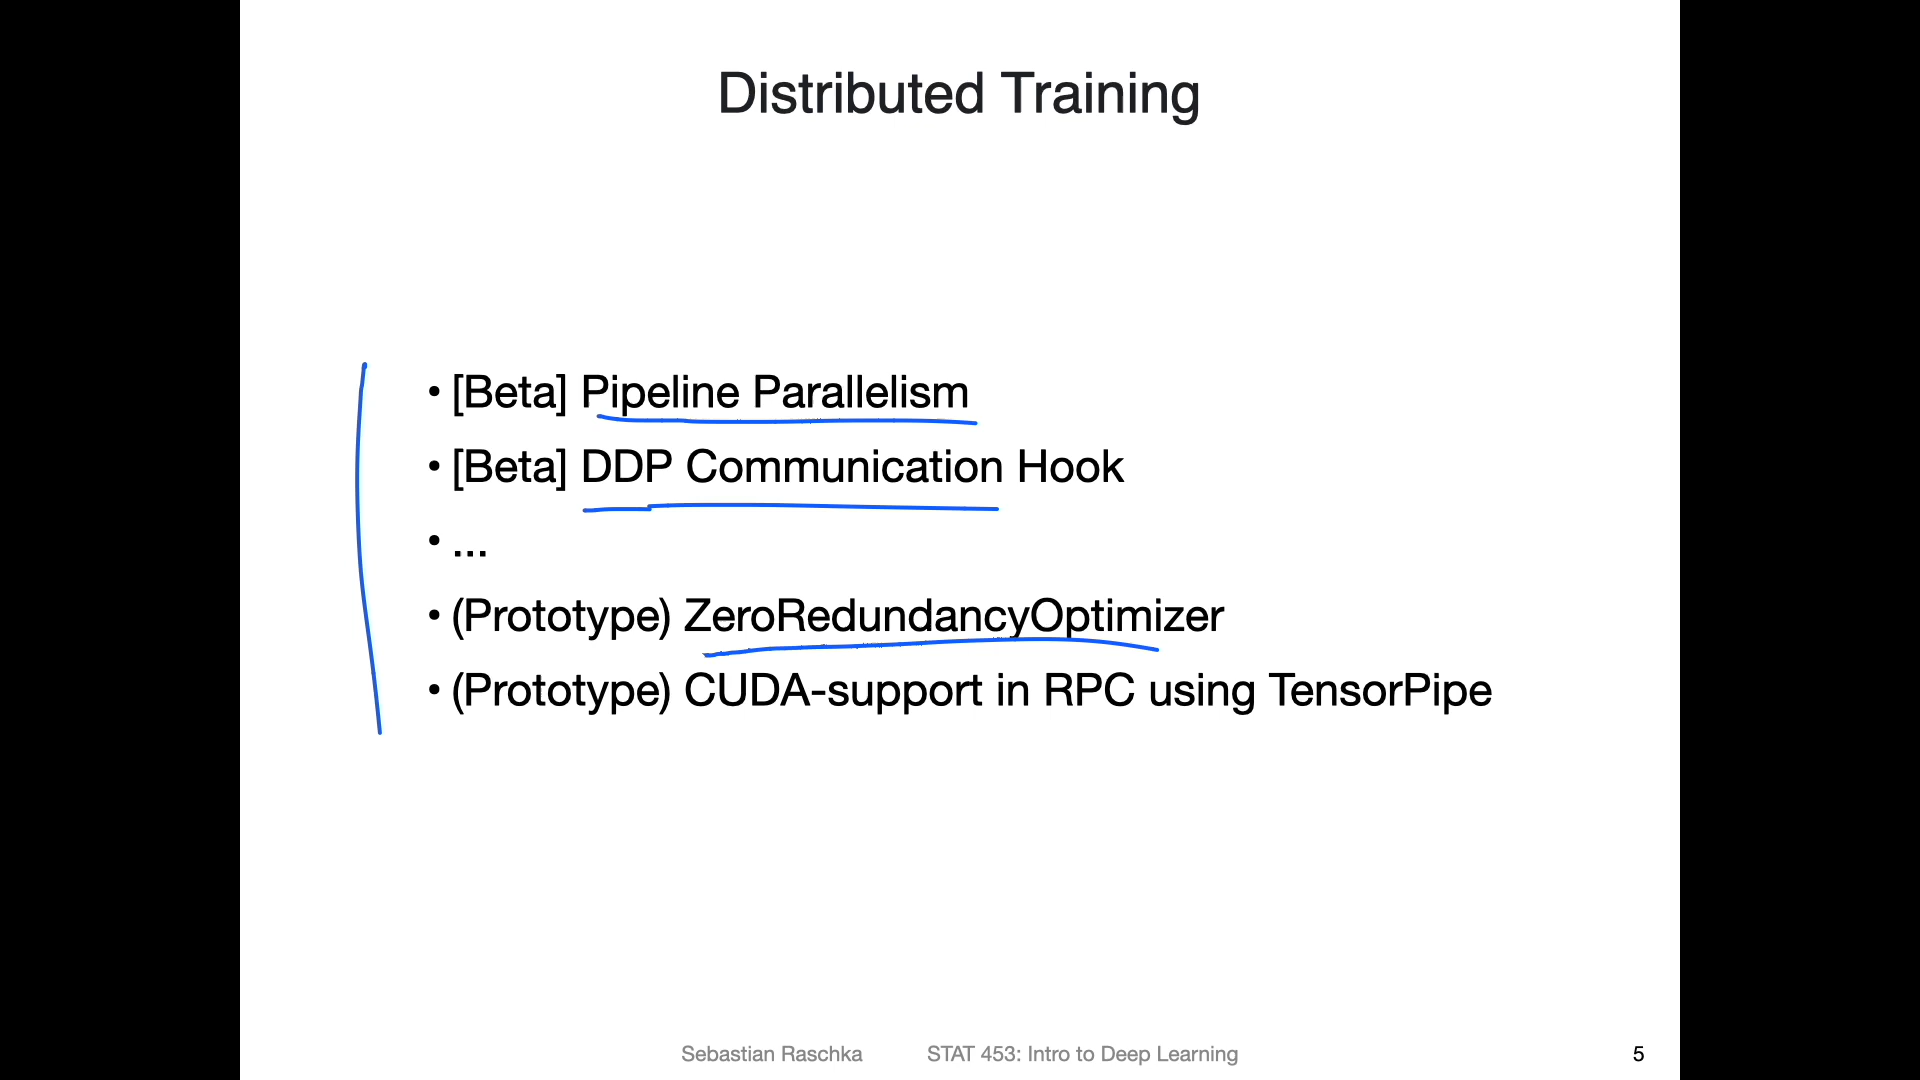 Distributed Training
• [Beta] Pipeline Parallelism
• [Beta] DDP Communication Hook
• ...
• (Prototype) ZeroRedundancyOptimizer
• (Prototype) CUDA-support in RPC using TensorPipe
Sebastian Raschka STAT 453: Intro to Deep Learning 5